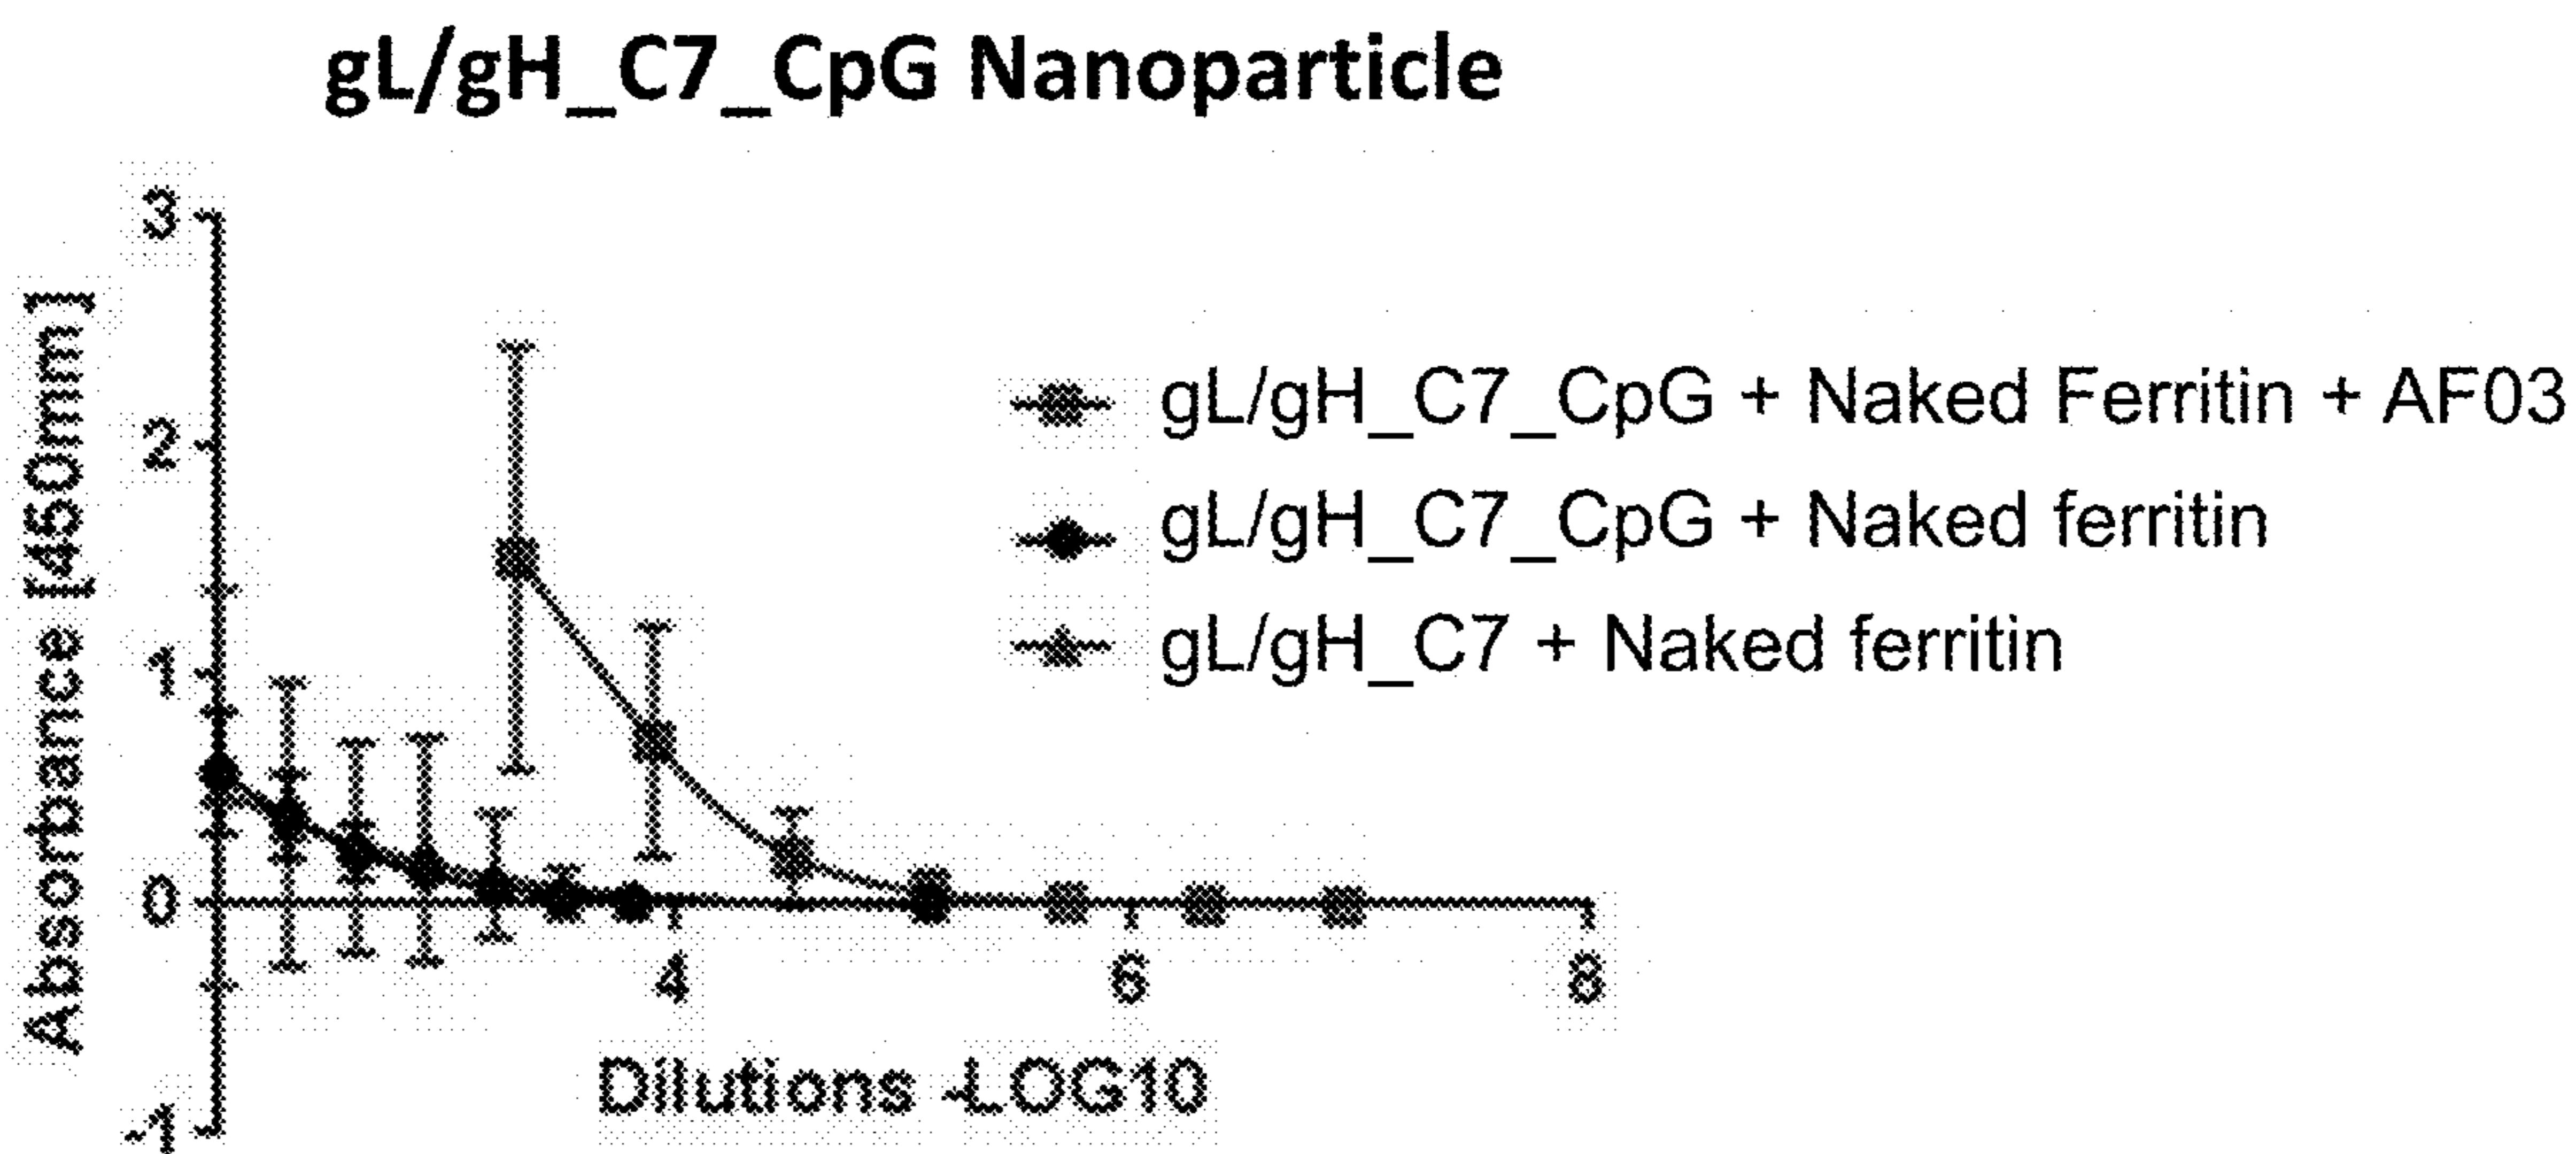 gL/gH_C7_CpG Nanoparticle
3
2
1
0
-1
Absorbance [450mm]
4
6
8
Dilutions -LOG10
gL/gH_C7_CpG + Naked Ferritin + AF03
gL/gH_C7_CpG + Naked ferritin
gL/gH_C7 + Naked ferritin